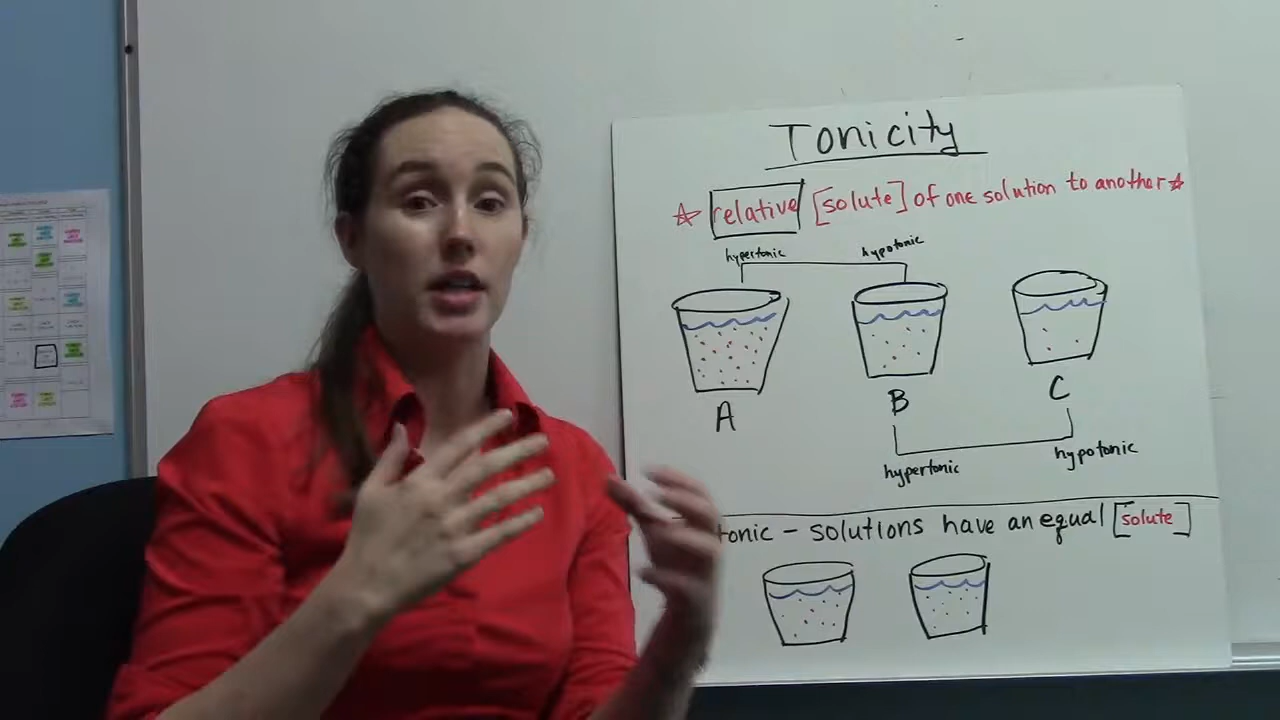 Tonicity
☆ relative [solute] of one solution to another ☆
hypertonic hypotonic
A B C
hypertonic hypotonic
tonic - solutions have an equal [solute]